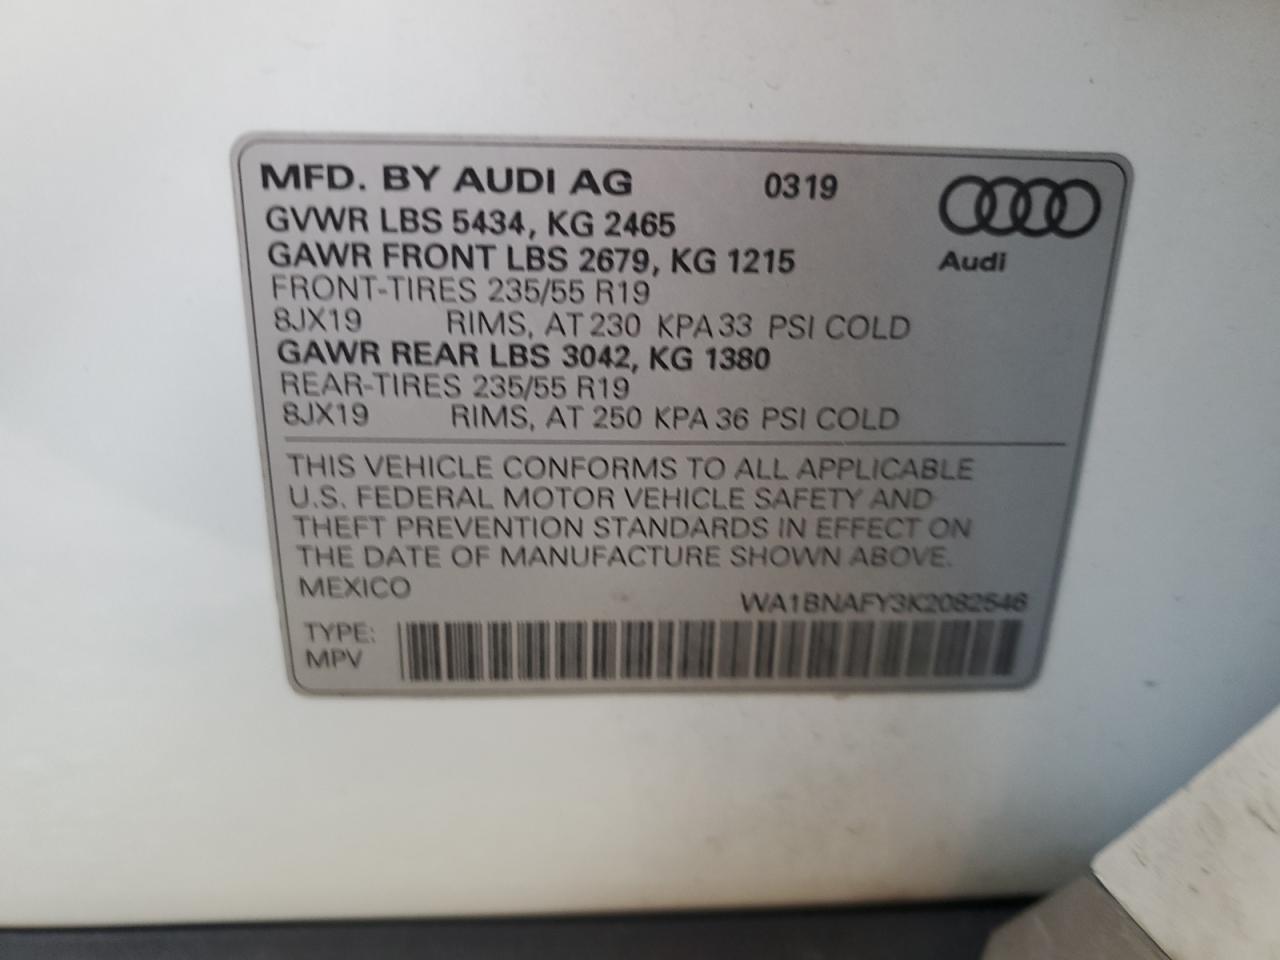 MFD. BY AUDI AG 0319
GVWR LBS 5434, KG 2465
GAWR FRONT LBS 2679, KG 1215
Audi
FRONT-TIRES 235/55 R19
8JX19 RIMS, AT 230 KPA 33 PSI COLD
GAWR REAR LBS 3042, KG 1380
REAR-TIRES 235/55 R19
8JX19 RIMS, AT 250 KPA 36 PSI COLD
THIS VEHICLE CONFORMS TO ALL APPLICABLE
U.S. FEDERAL MOTOR VEHICLE SAFETY AND
THEFT PREVENTION STANDARDS IN EFFECT ON
THE DATE OF MANUFACTURE SHOWN ABOVE.
MEXICO
WA1BNAFY3K2082546
TYPE:
MPV